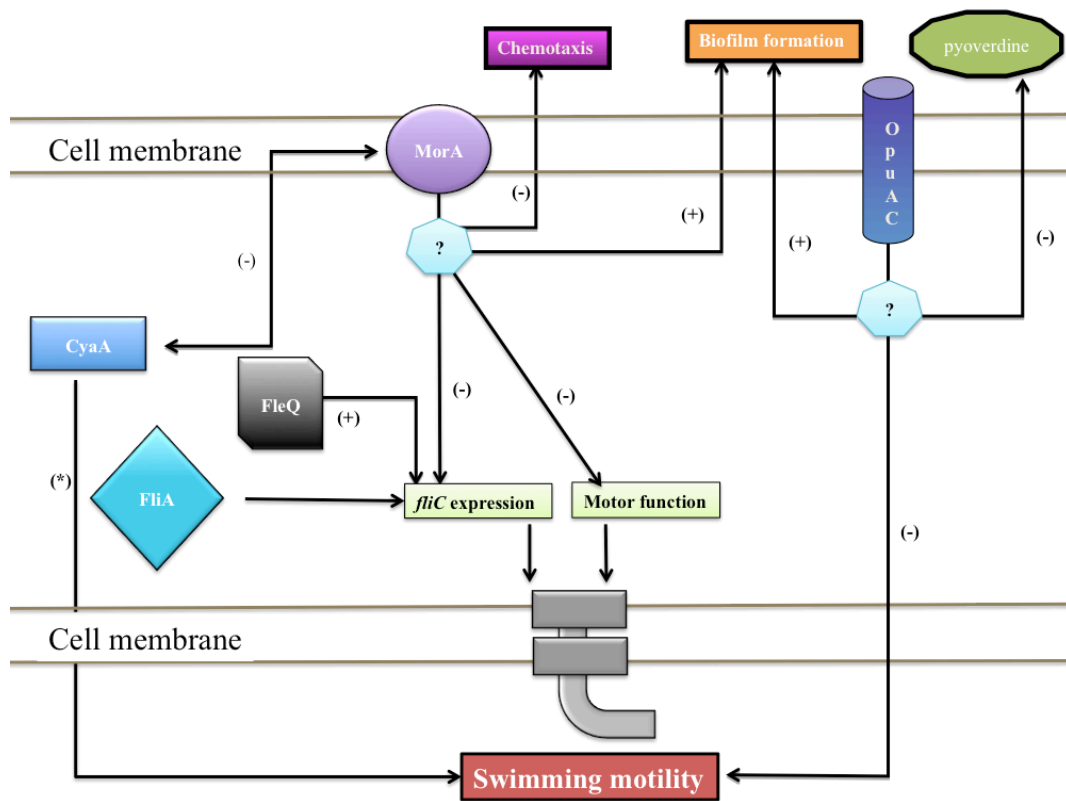 Chemotaxis
Biofilm formation
pyoverdine
Cell membrane
MorA
O
p
u
A
C
(-)
(+)
?
(+)
(-)
(-)
?
CyaA
FleQ
(+)
(-)
(-)
(*)
FliA
fliC expression
Motor function
(-)
Cell membrane
Swimming motility